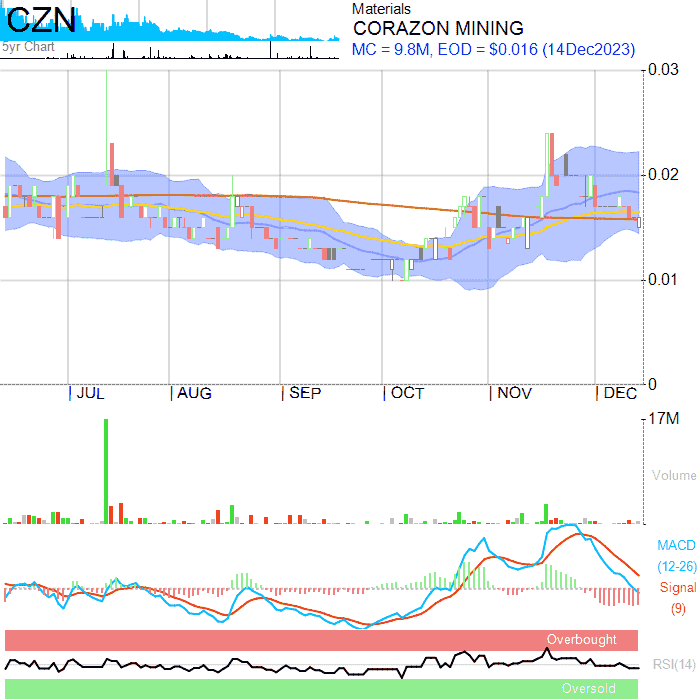 CZN
5yr Chart
Materials
CORAZON MINING
MC = 9.8M, EOD = $0.016 (14Dec2023)
0.03
0.02
0.01
0
JUL
AUG
SEP
OCT
NOV
DEC
17M
Volume
MACD
(12-26)
Signal
(9)
Overbought
RSI(14)
Oversold